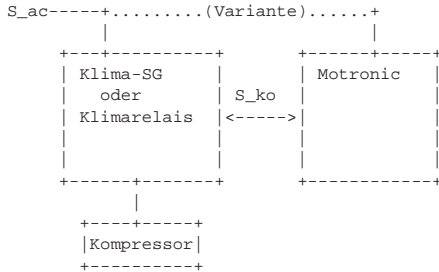 S_ac-----+.........(Variante)......+
| |
+---+----------+ +------+-----+
| Klima-SG | | Motronic |
| oder | S_ko | |
| Klimarelais |<----->| |
| | | |
| | | |
+------+-------+ +------------+
|
+----+-----+
|Kompressor|
+----------+